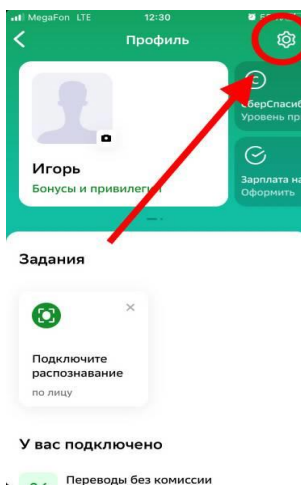 MegaFon LTE 12:30
Профиль
СберСпасиб
Уровень пр
Игорь
Бонусы и привилегии
Зарплата на
Оформить
Задания
Подключите
распознавание
по лицу
У вас подключено
Переводы без комиссии